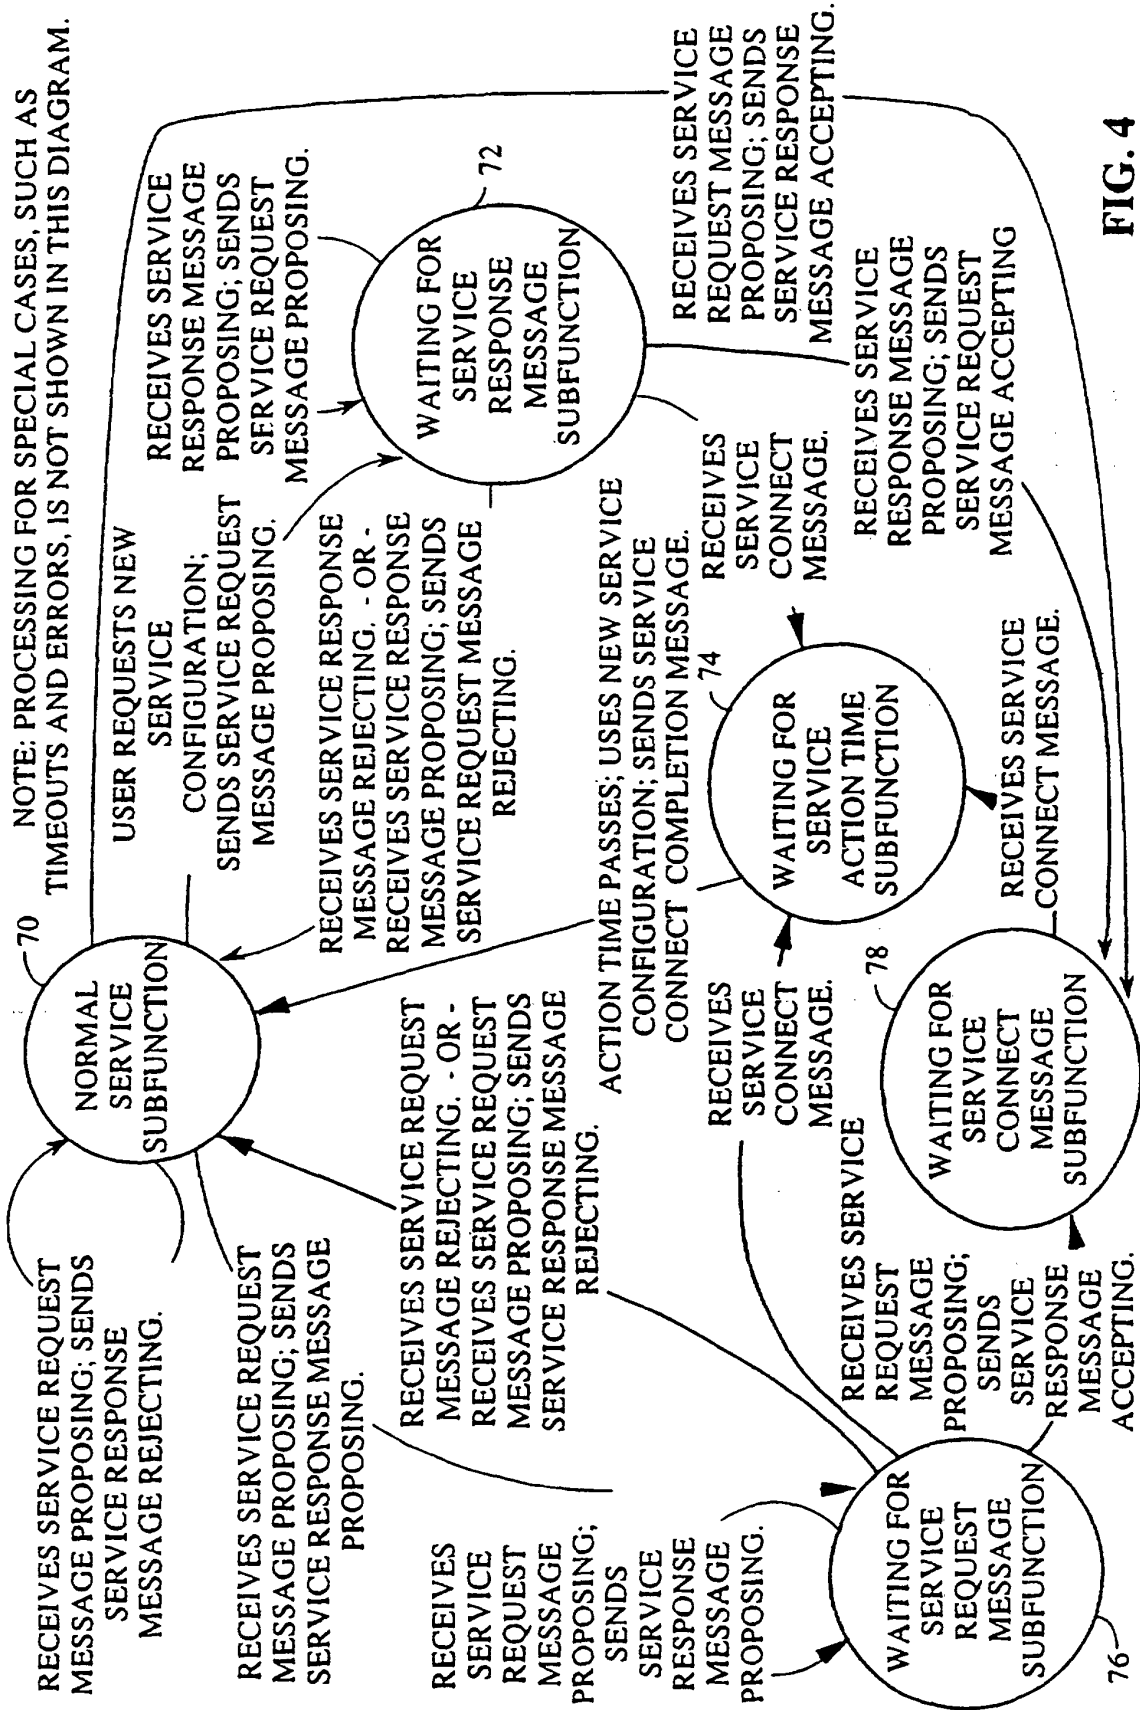 NOTE: PROCESSING FOR SPECIAL CASES, SUCH AS
TIMEOUTS AND ERRORS, IS NOT SHOWN IN THIS DIAGRAM.
70
NORMAL
SERVICE
SUBFUNCTION
RECEIVES SERVICE REQUEST
MESSAGE PROPOSING; SENDS
SERVICE RESPONSE
MESSAGE REJECTING.
RECEIVES SERVICE REQUEST
MESSAGE PROPOSING; SENDS
SERVICE RESPONSE MESSAGE
PROPOSING.
USER REQUESTS NEW
SERVICE
CONFIGURATION;
SENDS SERVICE REQUEST
MESSAGE PROPOSING.
RECEIVES SERVICE
RESPONSE MESSAGE
PROPOSING; SENDS
SERVICE REQUEST
MESSAGE PROPOSING.
72
WAITING FOR
SERVICE
RESPONSE
MESSAGE
SUBFUNCTION
RECEIVES SERVICE RESPONSE
MESSAGE REJECTING. - OR -
RECEIVES SERVICE RESPONSE
MESSAGE PROPOSING; SENDS
SERVICE REQUEST MESSAGE
REJECTING.
RECEIVES SERVICE REQUEST
MESSAGE REJECTING. - OR -
RECEIVES SERVICE REQUEST
MESSAGE PROPOSING; SENDS
SERVICE RESPONSE MESSAGE
REJECTING.
ACTION TIME PASSES; USES NEW SERVICE
CONFIGURATION; SENDS SERVICE
CONNECT COMPLETION MESSAGE.
RECEIVES
SERVICE
CONNECT
MESSAGE.
RECEIVES SERVICE
REQUEST MESSAGE
PROPOSING; SENDS
SERVICE RESPONSE
MESSAGE ACCEPTING.
RECEIVES SERVICE
RESPONSE MESSAGE
PROPOSING; SENDS
SERVICE REQUEST
MESSAGE ACCEPTING
74
WAITING FOR
SERVICE
ACTION TIME
SUBFUNCTION
RECEIVES
SERVICE
CONNECT
MESSAGE.
RECEIVES SERVICE
CONNECT MESSAGE.
78
WAITING FOR
SERVICE
CONNECT
MESSAGE
SUBFUNCTION
RECEIVES
SERVICE
REQUEST
MESSAGE
PROPOSING;
SENDS
SERVICE
RESPONSE
MESSAGE
PROPOSING.
RECEIVES SERVICE
REQUEST
MESSAGE
PROPOSING;
SENDS
SERVICE
RESPONSE
MESSAGE
ACCEPTING.
WAITING FOR
SERVICE
REQUEST
MESSAGE
SUBFUNCTION
76
FIG. 4